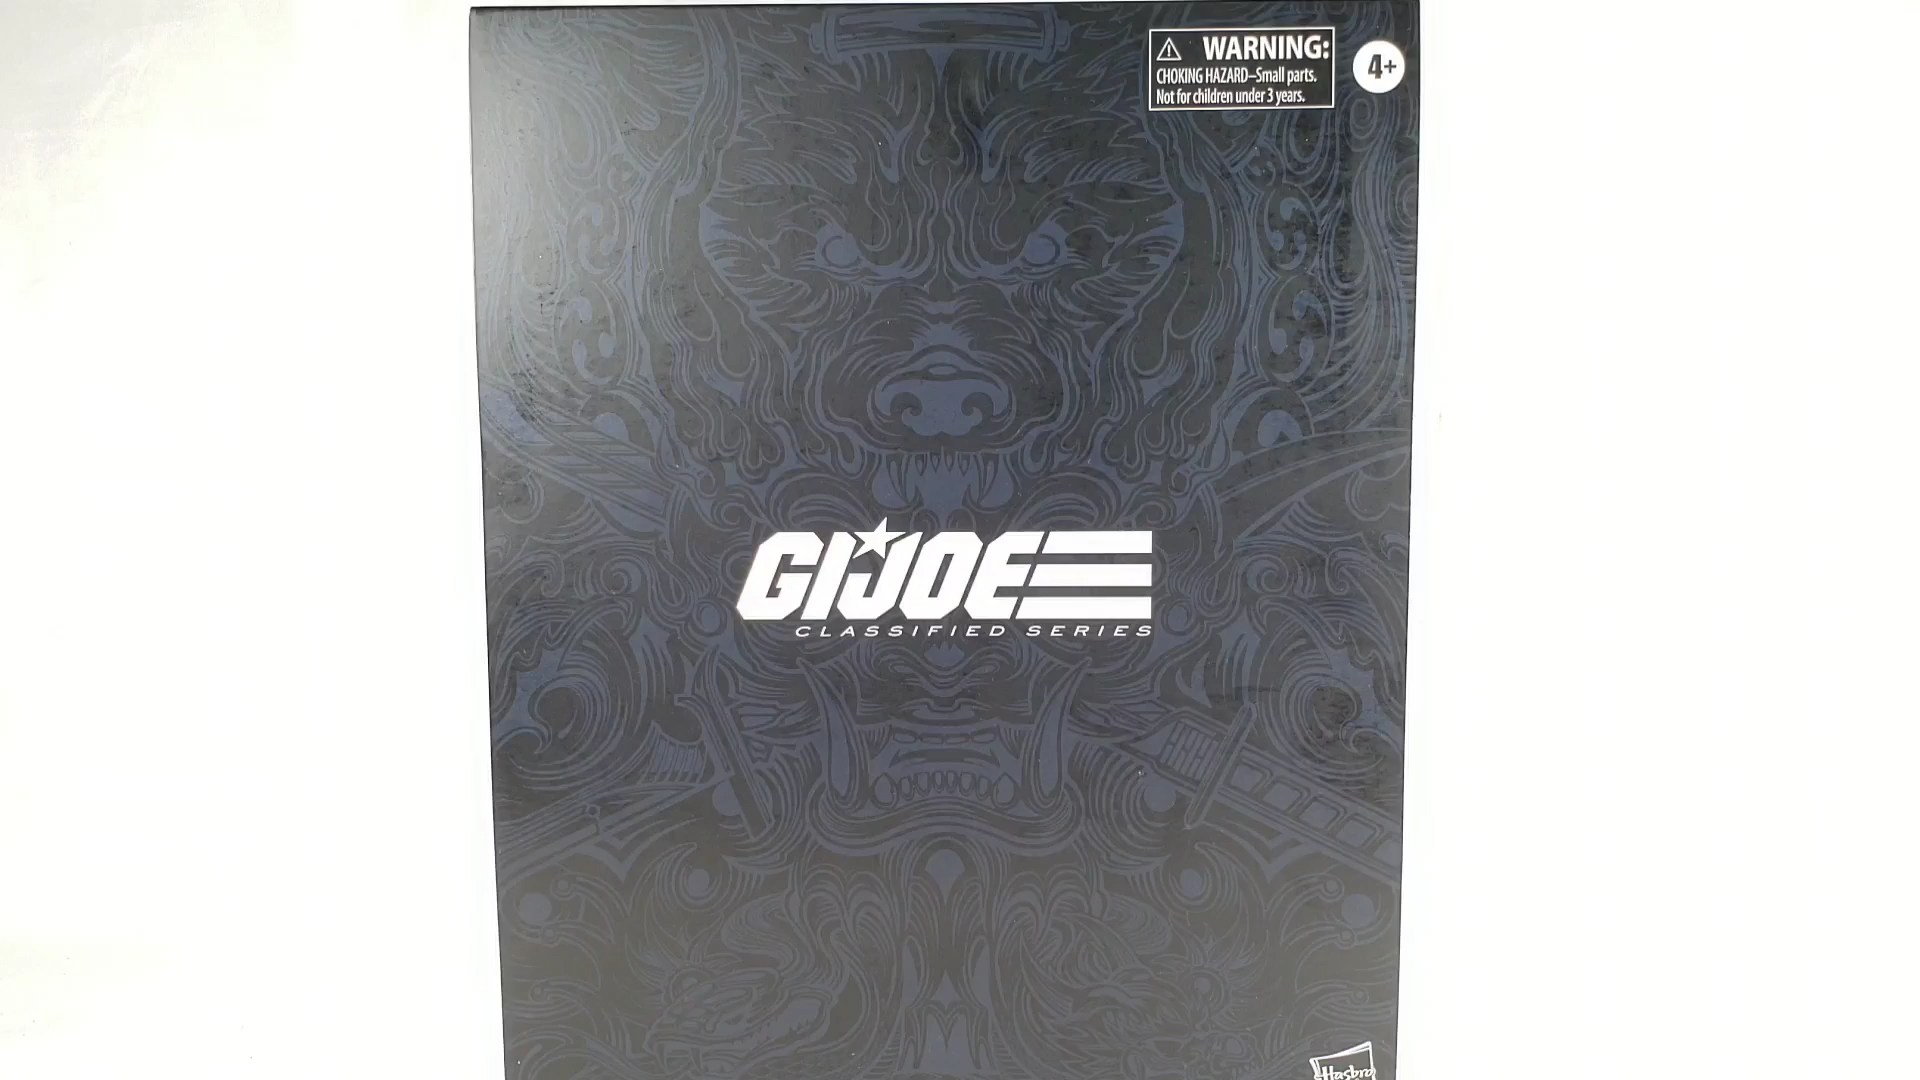 WARNING:
CHOKING HAZARD–Small parts.
Not for children under 3 years.
4+
GI JOE
CLASSIFIED SERIES
Hasbro